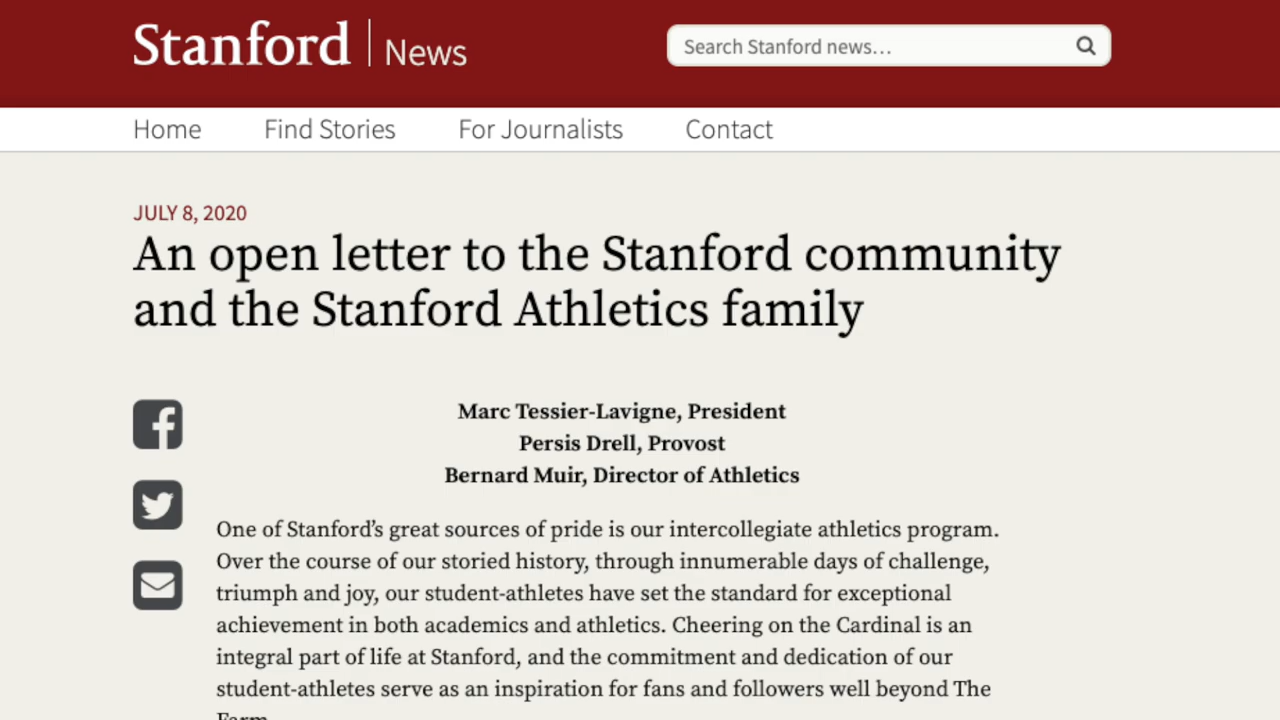 Stanford | News
Search Stanford news...
Home Find Stories For Journalists Contact
JULY 8, 2020
An open letter to the Stanford community
and the Stanford Athletics family
Marc Tessier-Lavigne, President
Persis Drell, Provost
Bernard Muir, Director of Athletics
One of Stanford’s great sources of pride is our intercollegiate athletics program.
Over the course of our storied history, through innumerable days of challenge,
triumph and joy, our student-athletes have set the standard for exceptional
achievement in both academics and athletics. Cheering on the Cardinal is an
integral part of life at Stanford, and the commitment and dedication of our
student-athletes serve as an inspiration for fans and followers well beyond The
Farm.